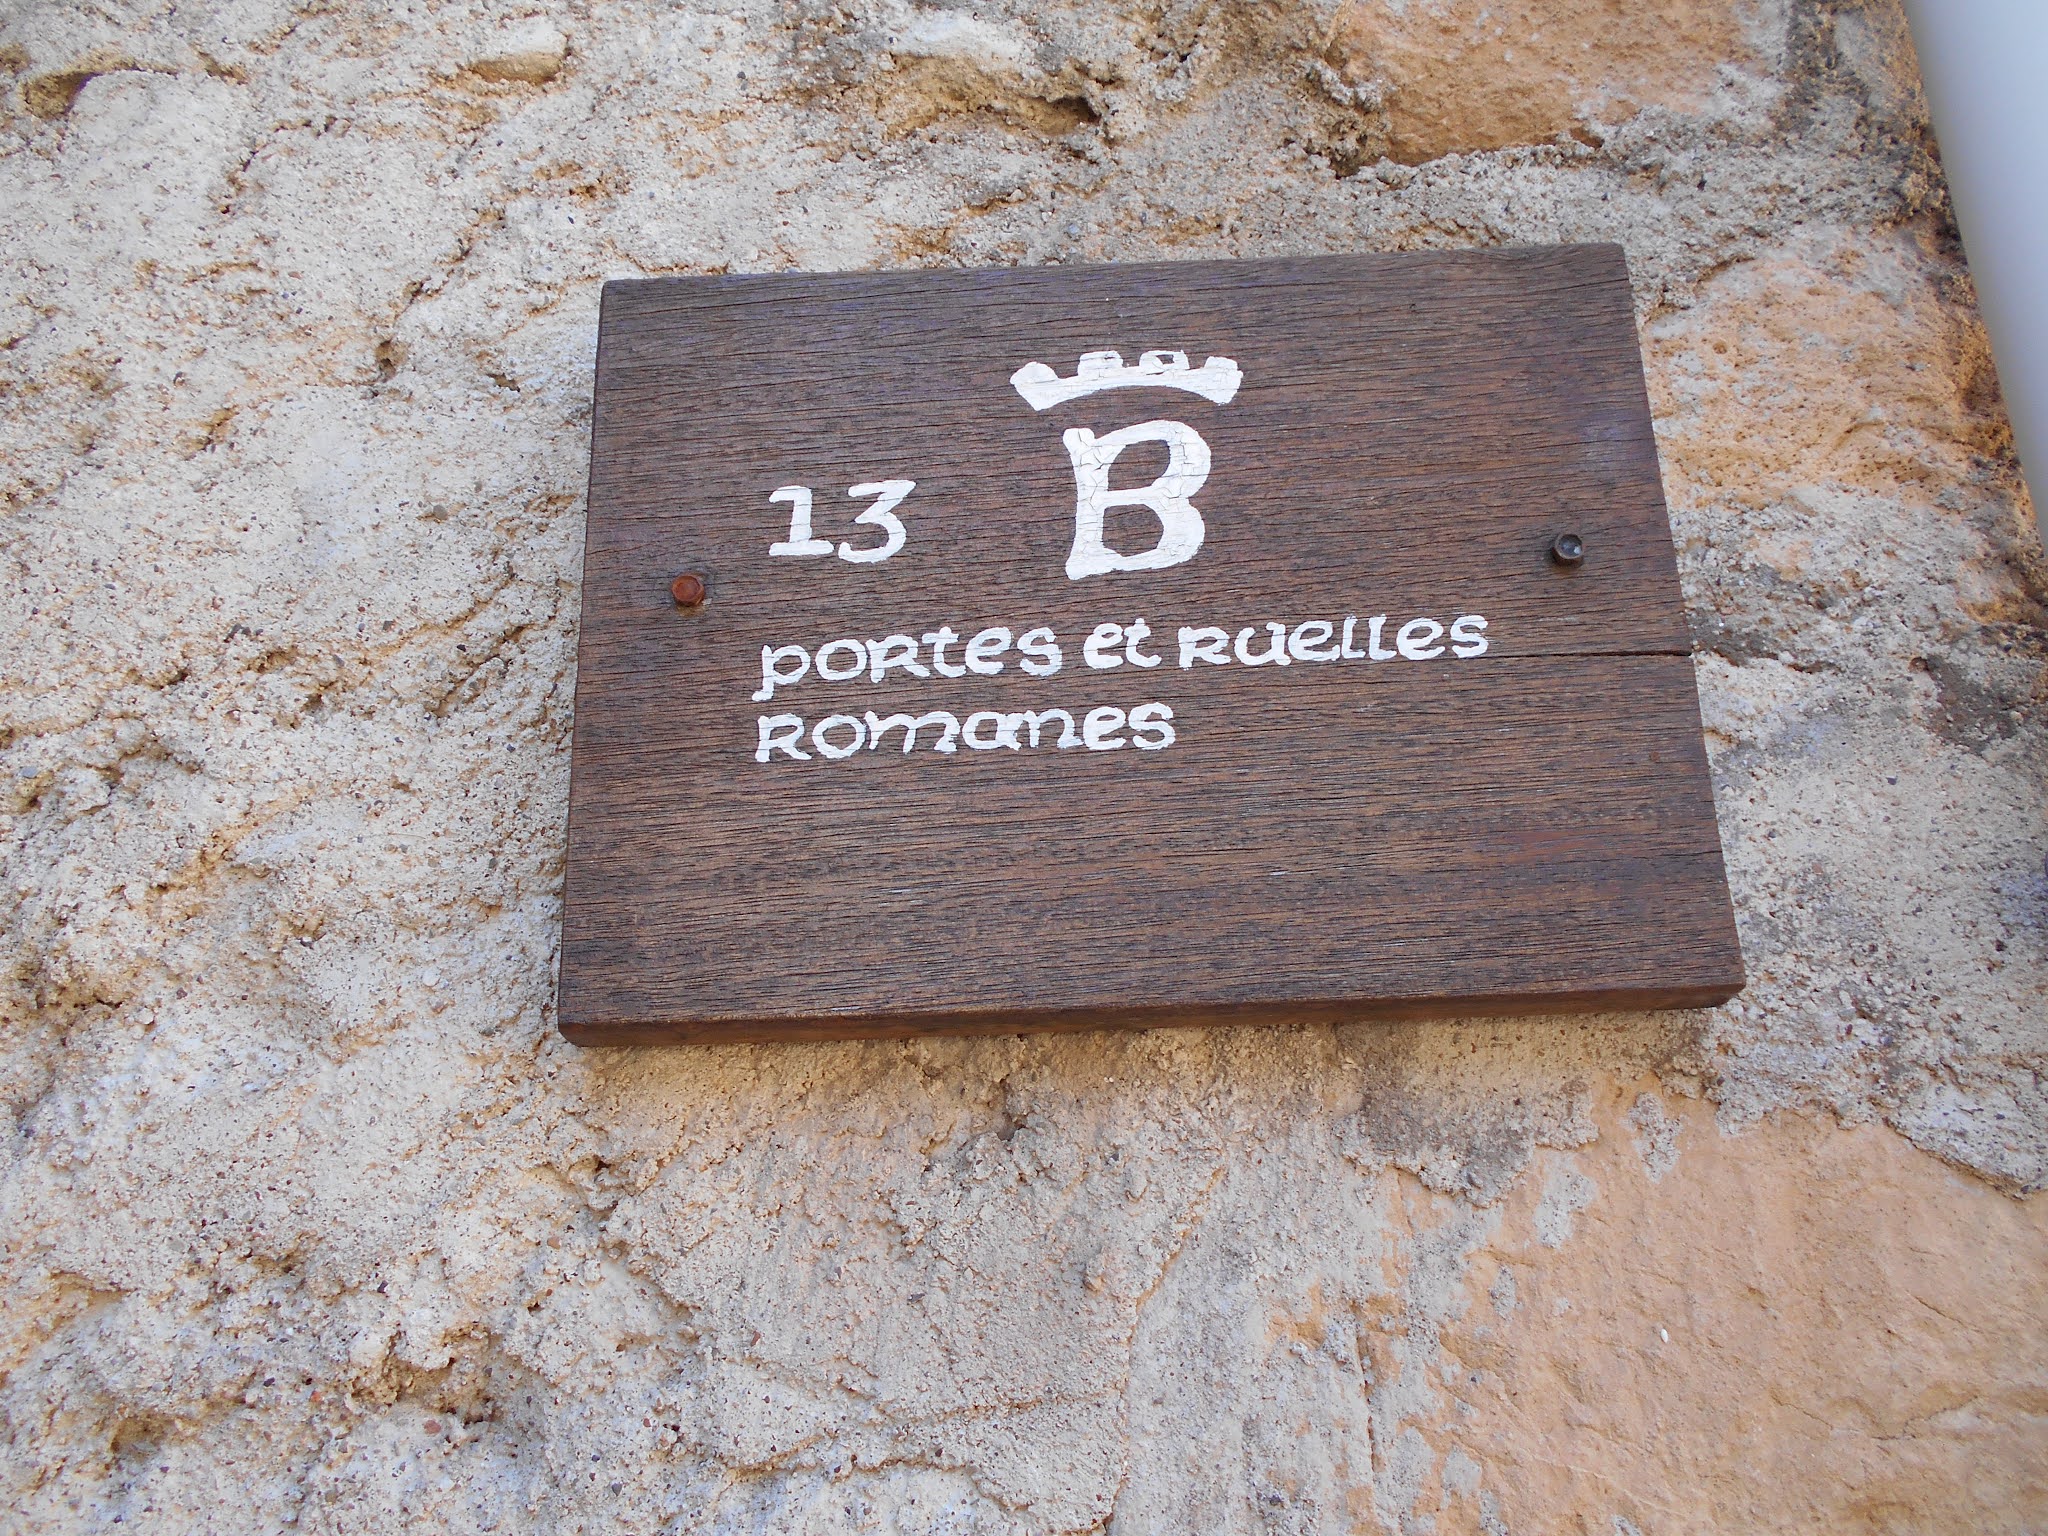 13 B
portes et ruelles
romanes